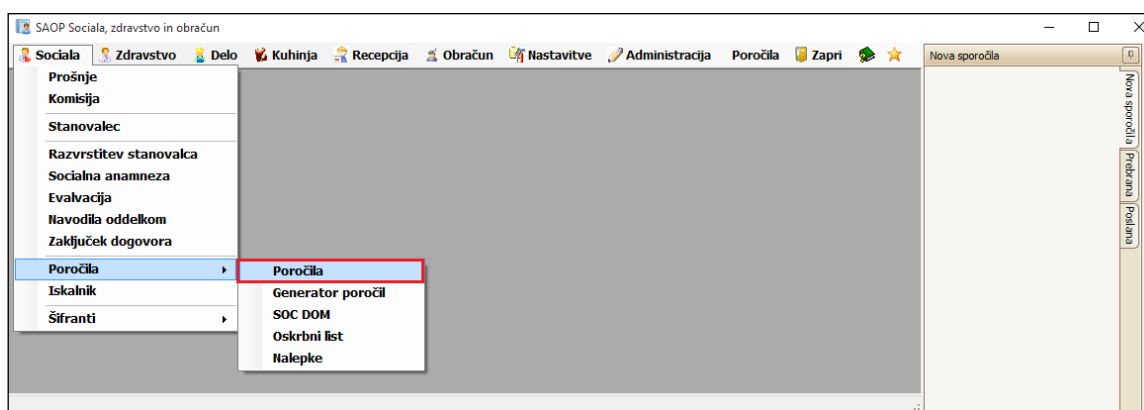 SAOP Sociala, zdravstvo in obračun
Sociala Zdravstvo Delo Kuhinja Recepcija Obračun Nastavitve Administracija Poročila Zapri
Nova sporočila
Prošnje
Komisija
Stanovalec
Razvrstitev stanovalca
Socialna anamneza
Evalvacija
Navodila oddelkom
Zaključek dogovora
Poročila
Iskalnik
Šifranti
Poročila
Generator poročil
SOC DOM
Oskrbni list
Nalepke
Nova sporočila
Prebrana
Poslana